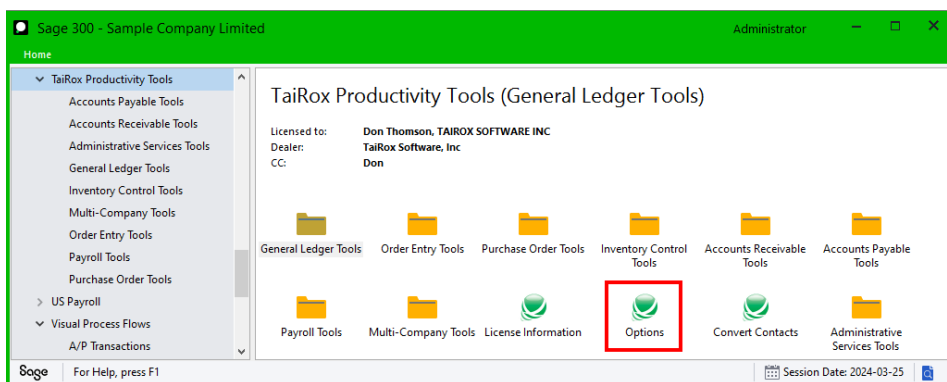 Sage 300 - Sample Company Limited
Administrator
Home
TaiRox Productivity Tools
Accounts Payable Tools
Accounts Receivable Tools
Administrative Services Tools
General Ledger Tools
Inventory Control Tools
Multi-Company Tools
Order Entry Tools
Payroll Tools
Purchase Order Tools
US Payroll
Visual Process Flows
A/P Transactions
TaiRox Productivity Tools (General Ledger Tools)
Licensed to: Don Thomson, TAIROX SOFTWARE INC
Dealer: TaiRox Software, Inc
CC: Don
General Ledger Tools
Order Entry Tools
Purchase Order Tools
Inventory Control
Tools
Accounts Receivable
Tools
Accounts Payable
Tools
Payroll Tools
Multi-Company Tools
License Information
Options
Convert Contacts
Administrative
Services Tools
Sage
For Help, press F1
Session Date: 2024-03-25